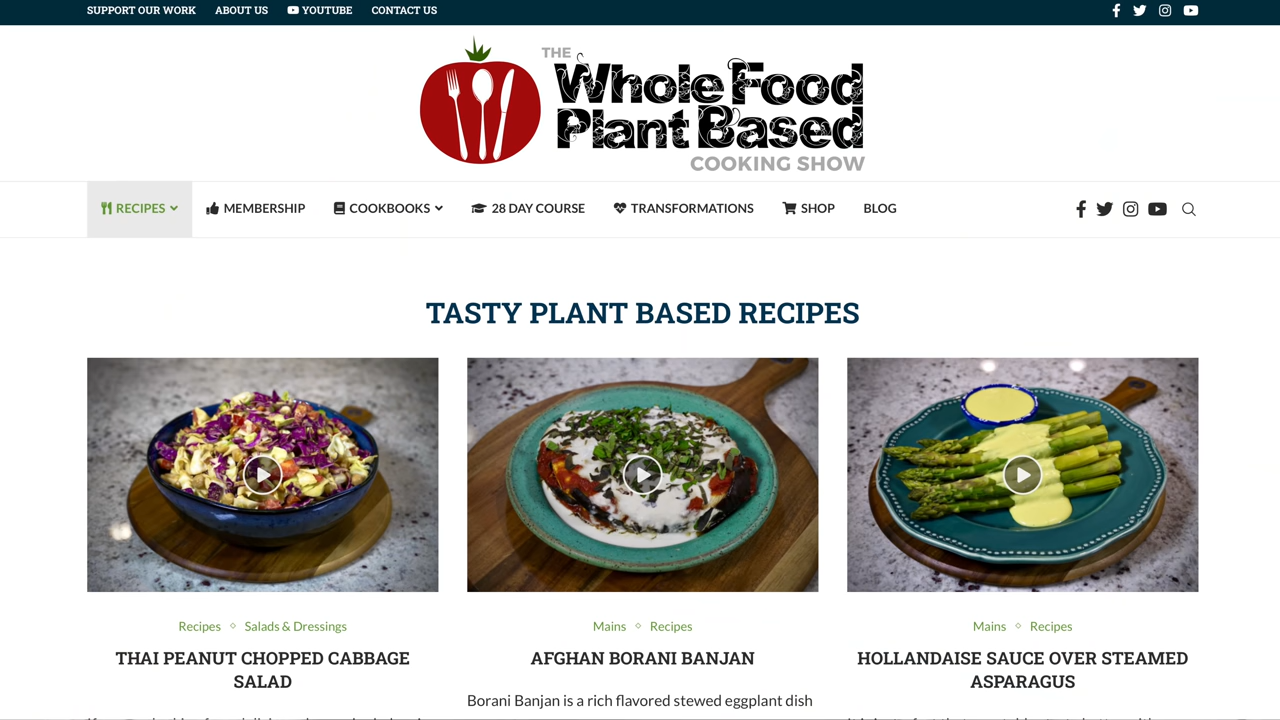 SUPPORT OUR WORK ABOUT US YOUTUBE CONTACT US
THE
Whole Food
Plant Based
COOKING SHOW
RECIPES MEMBERSHIP COOKBOOKS 28 DAY COURSE TRANSFORMATIONS SHOP BLOG
TASTY PLANT BASED RECIPES
Recipes Salads & Dressings
THAI PEANUT CHOPPED CABBAGE
SALAD
Mains Recipes
AFGHAN BORANI BANJAN
Borani Banjan is a rich flavored stewed eggplant dish
Mains Recipes
HOLLANDAISE SAUCE OVER STEAMED
ASPARAGUS